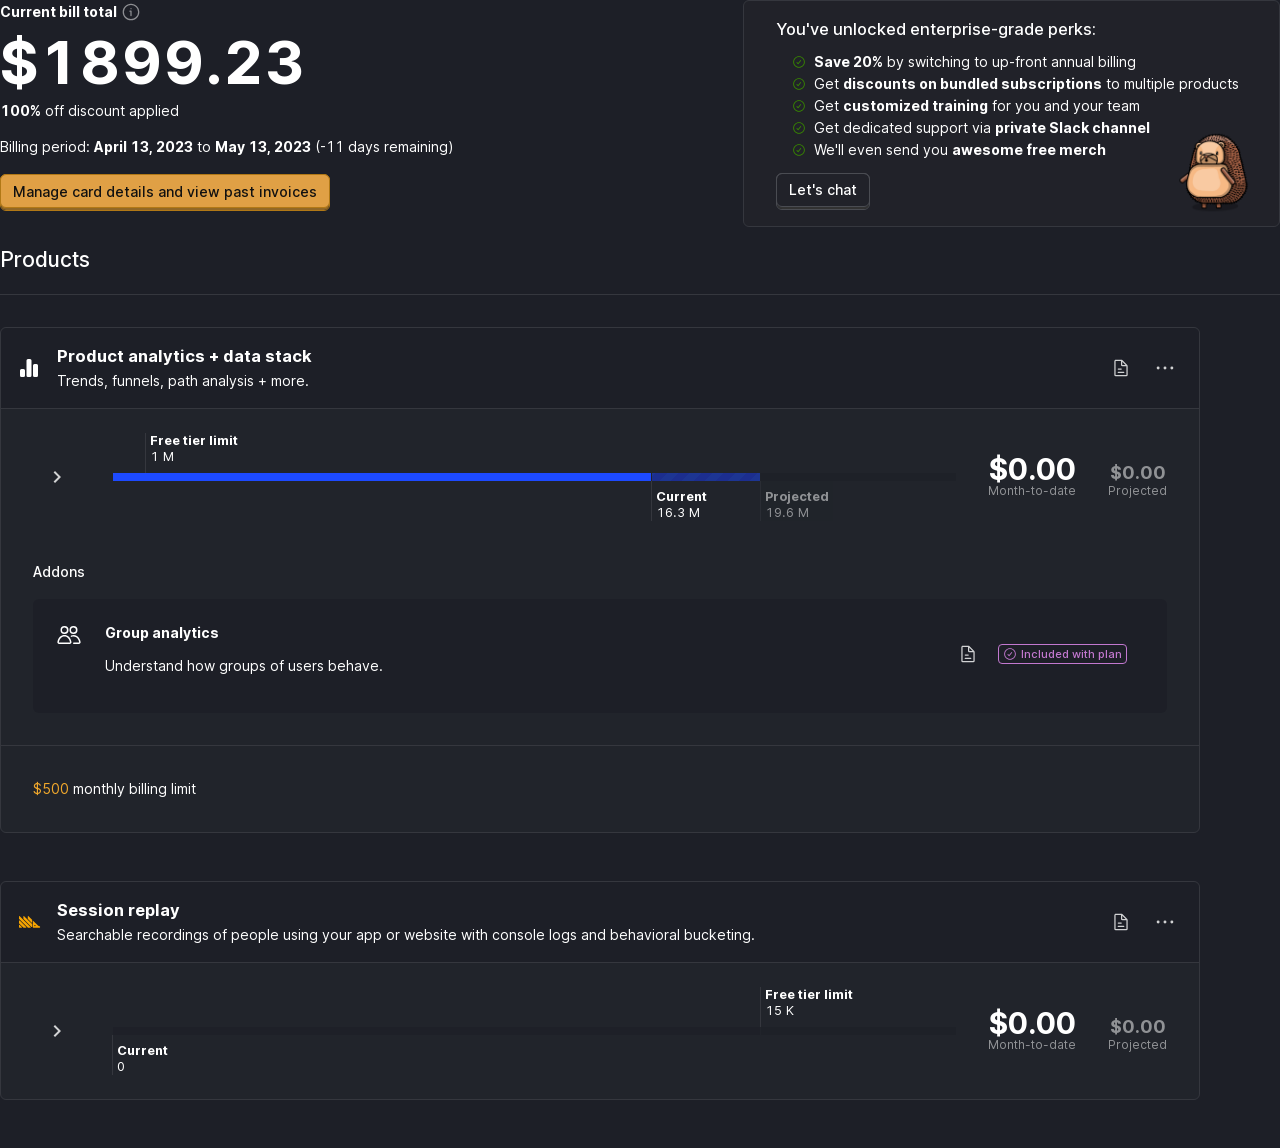 Current bill total
$1899.23
100% off discount applied
Billing period: April 13, 2023 to May 13, 2023 (-11 days remaining)
Manage card details and view past invoices
You've unlocked enterprise-grade perks:
Save 20% by switching to up-front annual billing
Get discounts on bundled subscriptions to multiple products
Get customized training for you and your team
Get dedicated support via private Slack channel
We'll even send you awesome free merch
Let's chat
Products
Product analytics + data stack
Trends, funnels, path analysis + more.
Free tier limit
1 M
Current
16.3 M
Projected
19.6 M
$0.00
Month-to-date
$0.00
Projected
Addons
Group analytics
Understand how groups of users behave.
Included with plan
$500 monthly billing limit
Session replay
Searchable recordings of people using your app or website with console logs and behavioral bucketing.
Free tier limit
15 K
Current
0
$0.00
Month-to-date
$0.00
Projected